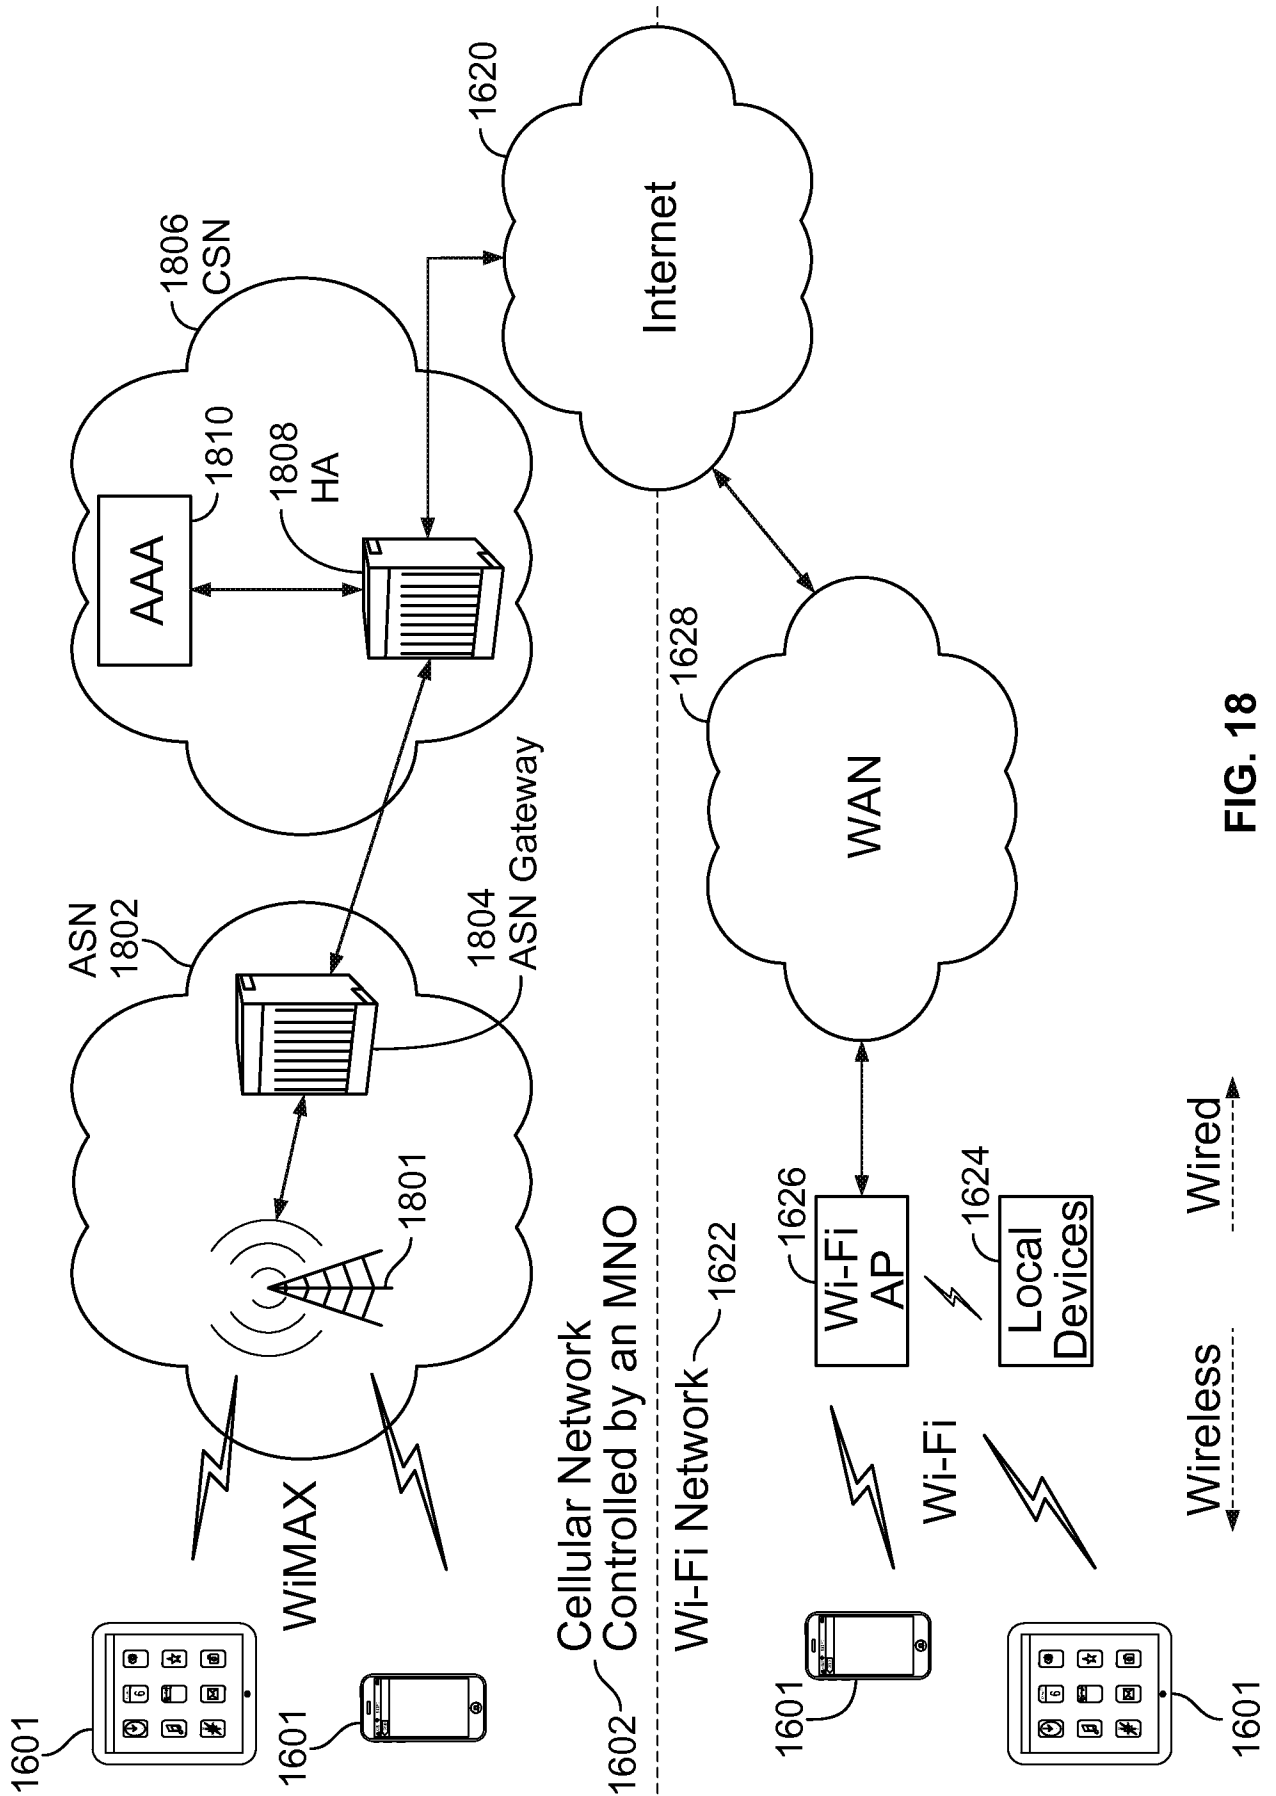 1601
1601
WiMAX
ASN
1802
1801
1804
ASN Gateway
1806
CSN
AAA
1810
1808
HA
1620
Internet
1602
Cellular Network
Controlled by an MNO
Wi-Fi Network
1622
1601
1601
Wi-Fi
1626
Wi-Fi
AP
1624
Local
Devices
1628
WAN
Wireless
Wired
FIG. 18